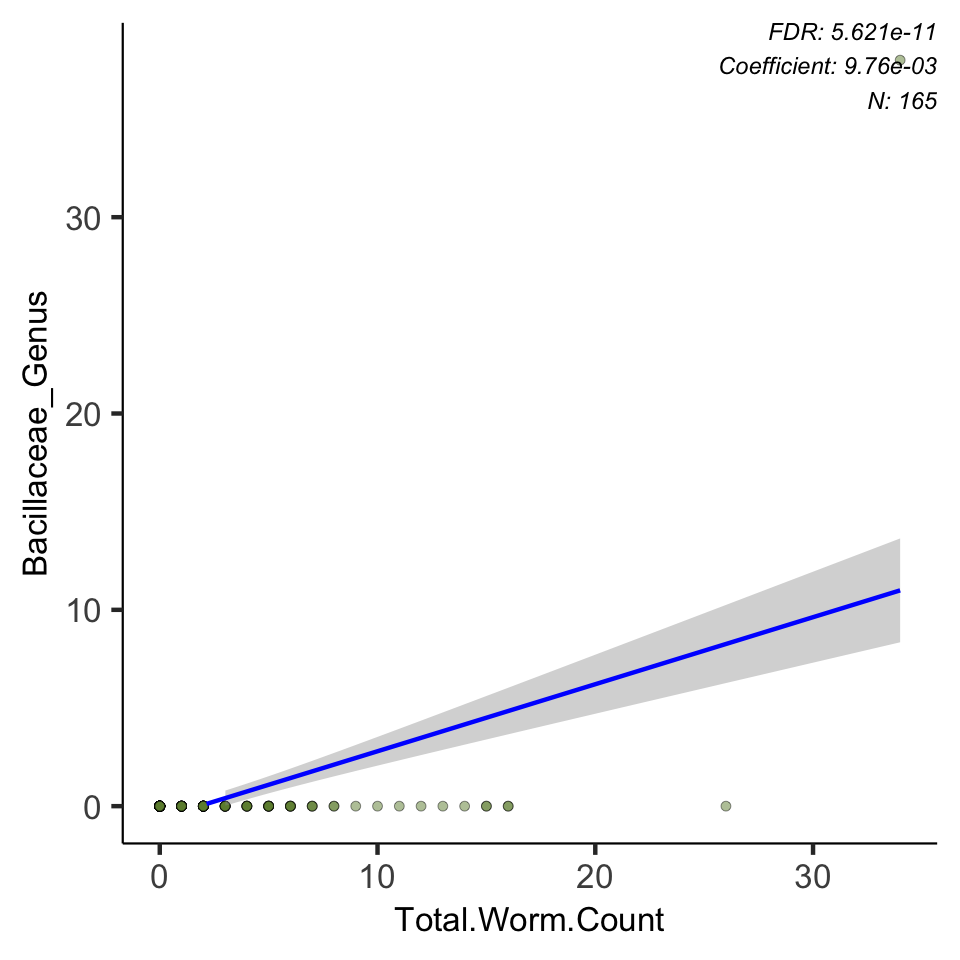 FDR: 5.621e-11
Coefficient: 9.76e-03
N: 165
30
20
10
0
Bacillaceae_Genus
0 10 20 30
Total.Worm.Count